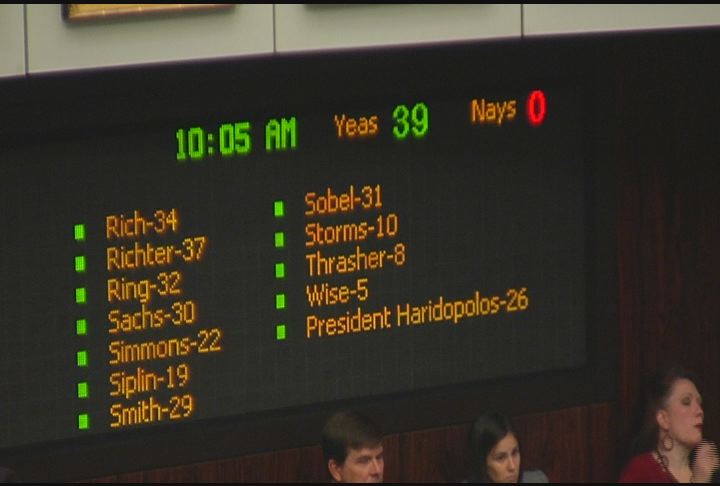 10:05 AM Yeas 39 Nays 0
Rich-34
Richter-37
Ring-32
Sachs-30
Simmons-22
Siplin-19
Smith-29
Sobel-31
Storms-10
Thrasher-8
Wise-5
President Haridopolos-26